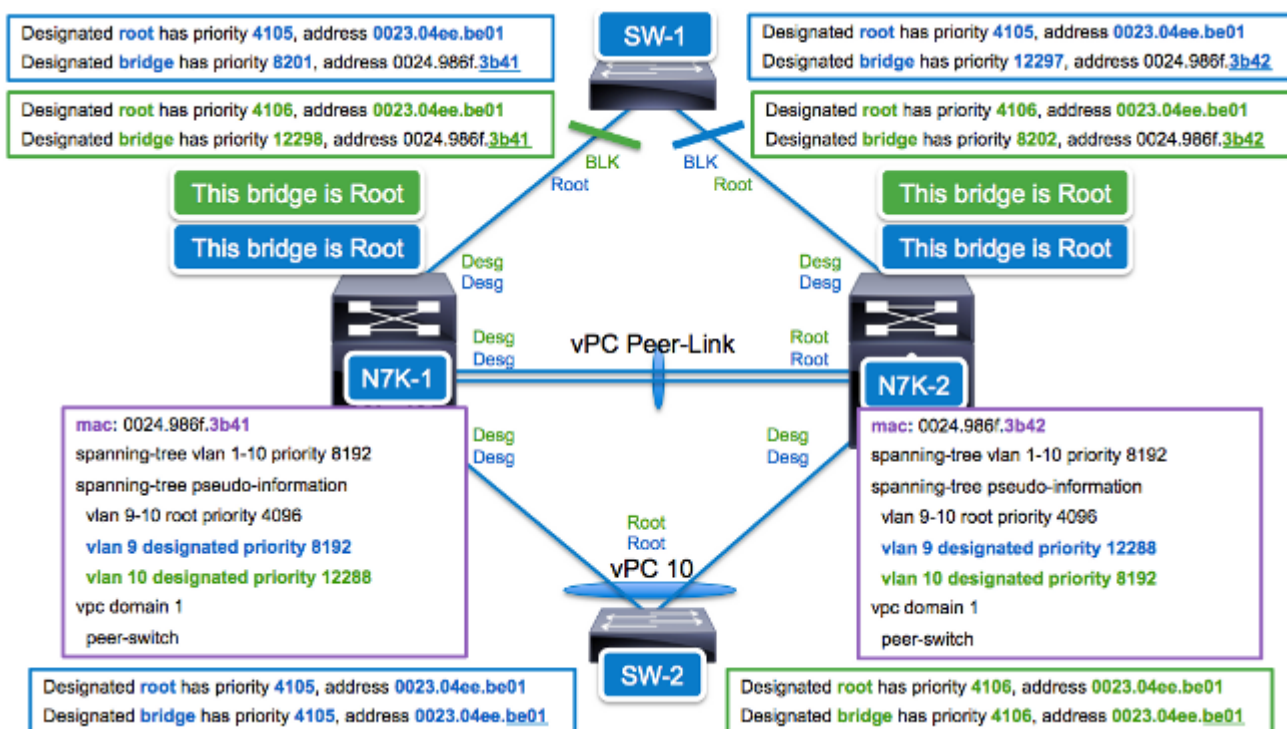 Designated root has priority 4105, address 0023.04ee.be01
Designated bridge has priority 8201, address 0024.986f.3b41
SW-1
Designated root has priority 4105, address 0023.04ee.be01
Designated bridge has priority 12297, address 0024.986f.3b42
Designated root has priority 4106, address 0023.04ee.be01
Designated bridge has priority 12298, address 0024.986f.3b41
Designated root has priority 4106, address 0023.04ee.be01
Designated bridge has priority 8202, address 0024.986f.3b42
BLK
Root
BLK
Root
This bridge is Root
This bridge is Root
This bridge is Root
This bridge is Root
Desg
Desg
Desg
Desg
Desg
Desg
vPC Peer-Link
Root
Root
N7K-1
N7K-2
mac: 0024.986f.3b41
spanning-tree vlan 1-10 priority 8192
spanning-tree pseudo-information
vlan 9-10 root priority 4096
vlan 9 designated priority 8192
vlan 10 designated priority 12288
vpc domain 1
peer-switch
Desg
Desg
Desg
Desg
mac: 0024.986f.3b42
spanning-tree vlan 1-10 priority 8192
spanning-tree pseudo-information
vlan 9-10 root priority 4096
vlan 9 designated priority 12288
vlan 10 designated priority 8192
vpc domain 1
peer-switch
Root
Root
vPC 10
SW-2
Designated root has priority 4105, address 0023.04ee.be01
Designated bridge has priority 4105, address 0023.04ee.be01
Designated root has priority 4106, address 0023.04ee.be01
Designated bridge has priority 4106, address 0023.04ee.be01